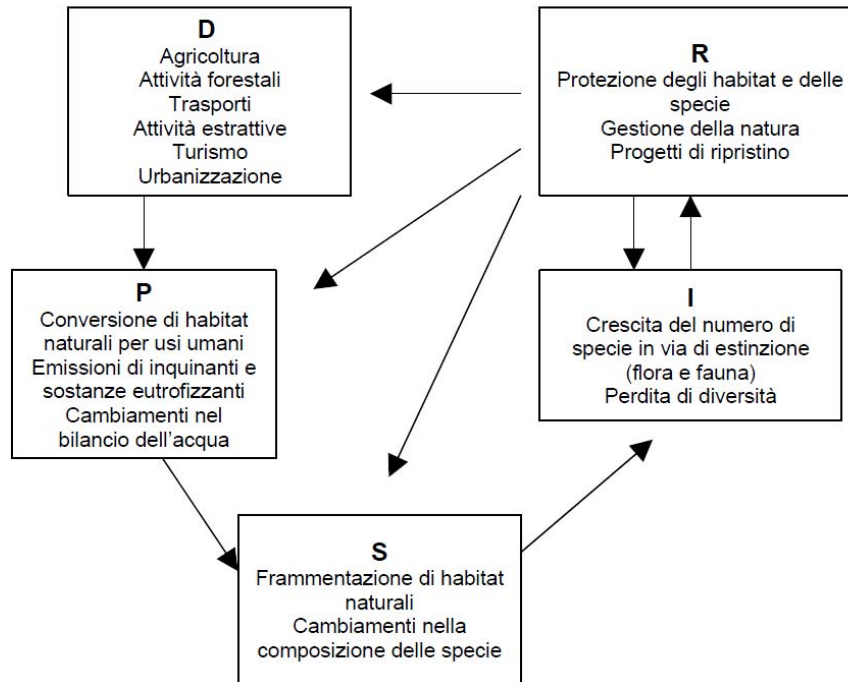 D
Agricoltura
Attività forestali
Trasporti
Attività estrattive
Turismo
Urbanizzazione
R
Protezione degli habitat e delle
specie
Gestione della natura
Progetti di ripristino
P
Conversione di habitat
naturali per usi umani
Emissioni di inquinanti e
sostanze eutrofizzanti
Cambiamenti nel
bilancio dell'acqua
I
Crescita del numero di
specie in via di estinzione
(flora e fauna)
Perdita di diversità
S
Frammentazione di habitat
naturali
Cambiamenti nella
composizione delle specie